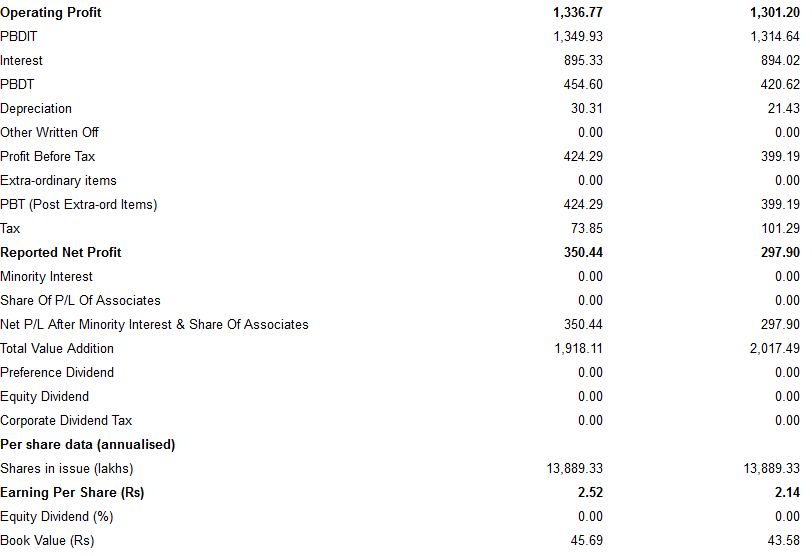 Operating Profit 1,336.77 1,301.20
PBDIT 1,349.93 1,314.64
Interest 895.33 894.02
PBDT 454.60 420.62
Depreciation 30.31 21.43
Other Written Off 0.00 0.00
Profit Before Tax 424.29 399.19
Extra-ordinary items 0.00 0.00
PBT (Post Extra-ord Items) 424.29 399.19
Tax 73.85 101.29
Reported Net Profit 350.44 297.90
Minority Interest 0.00 0.00
Share Of P/L Of Associates 0.00 0.00
Net P/L After Minority Interest & Share Of Associates 350.44 297.90
Total Value Addition 1,918.11 2,017.49
Preference Dividend 0.00 0.00
Equity Dividend 0.00 0.00
Corporate Dividend Tax 0.00 0.00
Per share data (annualised)
Shares in issue (lakhs) 13,889.33 13,889.33
Earning Per Share (Rs) 2.52 2.14
Equity Dividend (%) 0.00 0.00
Book Value (Rs) 45.69 43.58